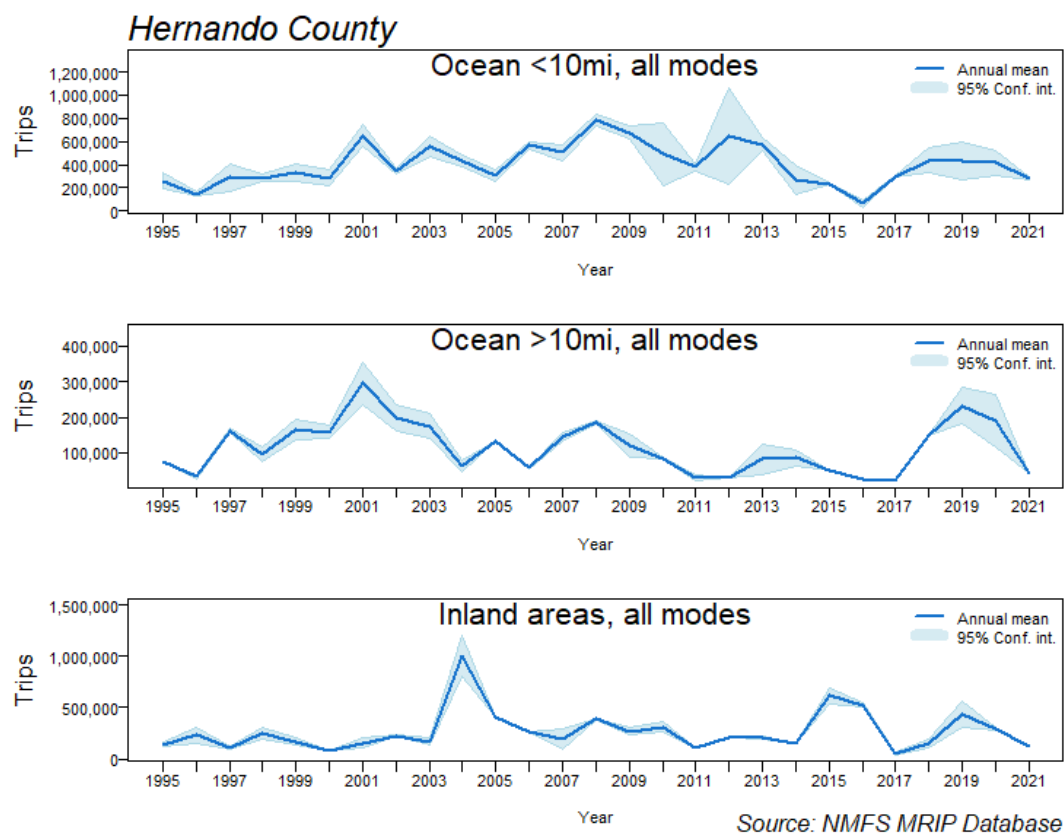 Hernando County
Ocean <10mi, all modes
Annual mean
95% Conf. int.
Trips
1,200,000
1,000,000
800,000
600,000
400,000
200,000
0
1995 1997 1999 2001 2003 2005 2007 2009 2011 2013 2015 2017 2019 2021
Year
Ocean >10mi, all modes
Annual mean
95% Conf. int.
Trips
400,000
300,000
200,000
100,000
1995 1997 1999 2001 2003 2005 2007 2009 2011 2013 2015 2017 2019 2021
Year
Inland areas, all modes
Annual mean
95% Conf. int.
Trips
1,500,000
1,000,000
500,000
0
1995 1997 1999 2001 2003 2005 2007 2009 2011 2013 2015 2017 2019 2021
Year
Source: NMFS MRIP Database